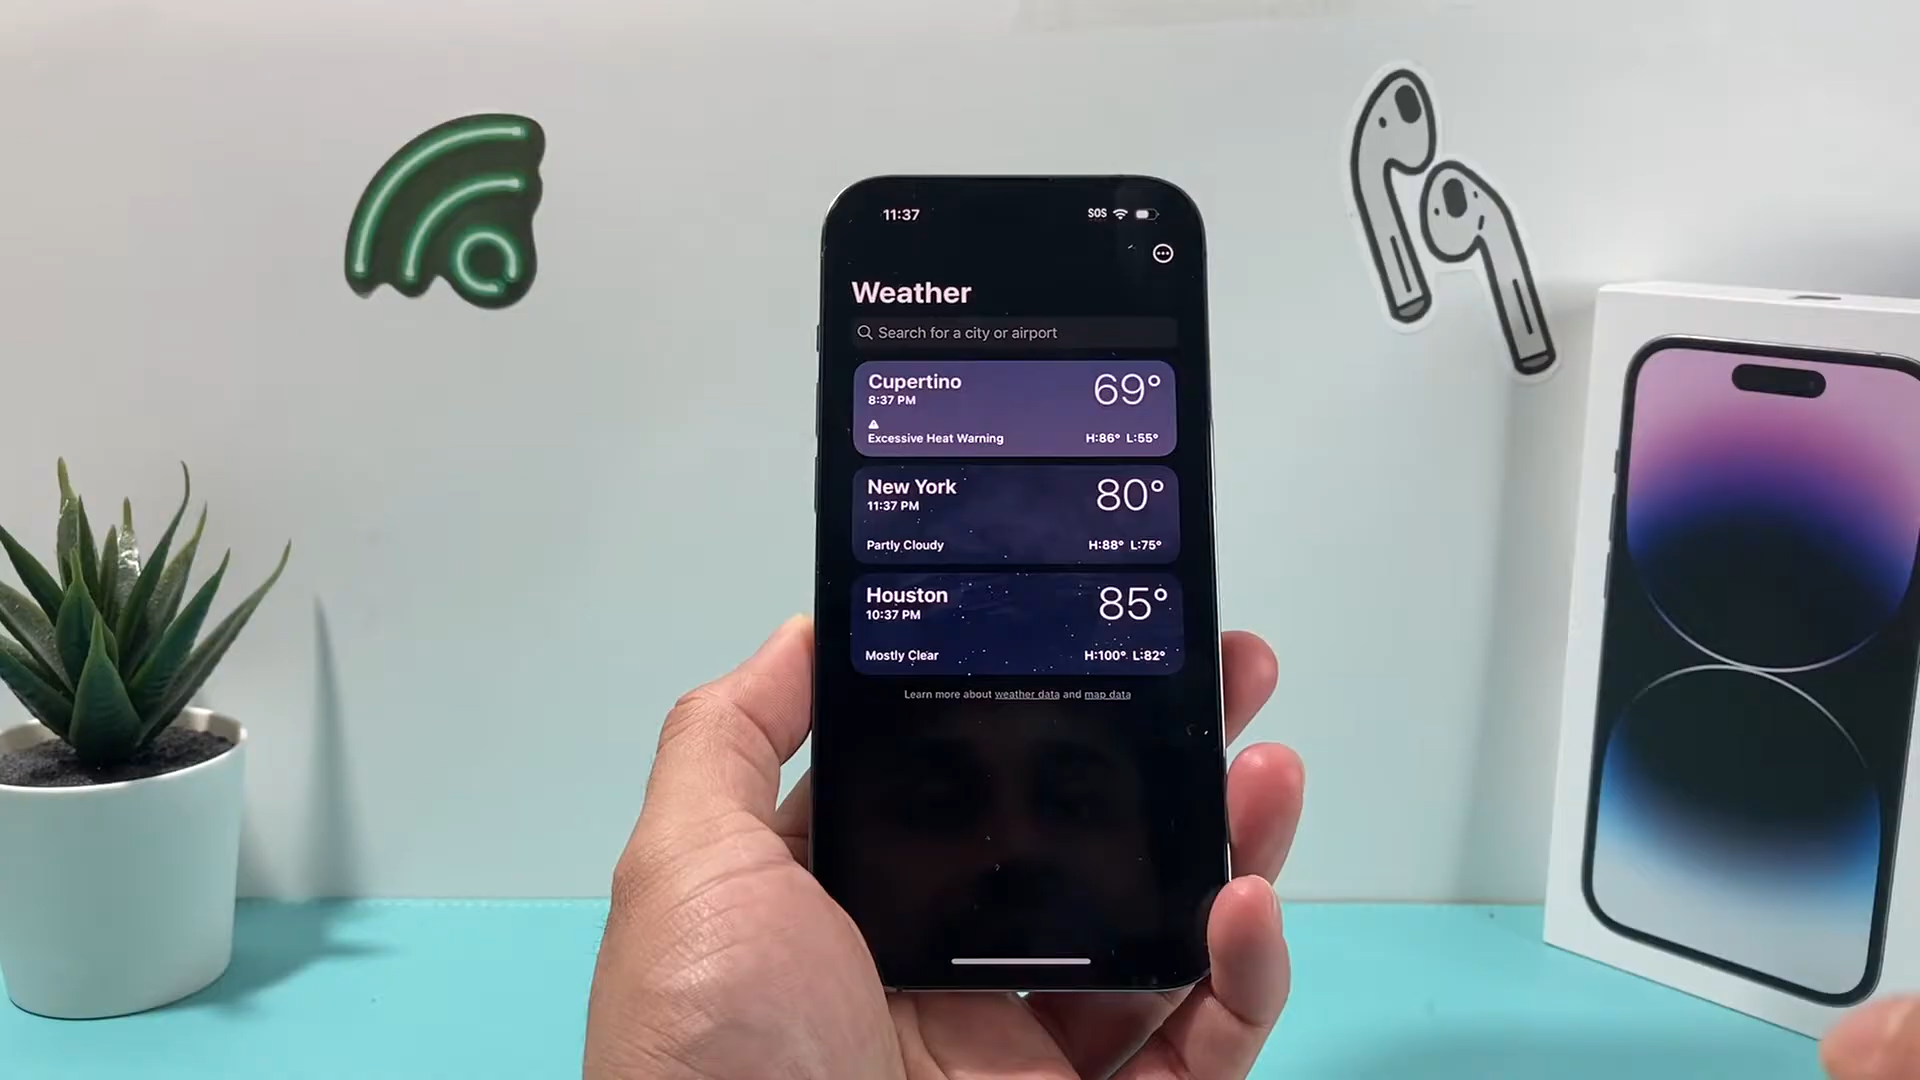 11:37 SOS
Weather
Search for a city or airport
Cupertino 69°
8:37 PM
Excessive Heat Warning H:86° L:55°
New York 80°
11:37 PM
Partly Cloudy H:88° L:75°
Houston 85°
10:37 PM
Mostly Clear H:100° L:82°
Learn more about weather data and map data